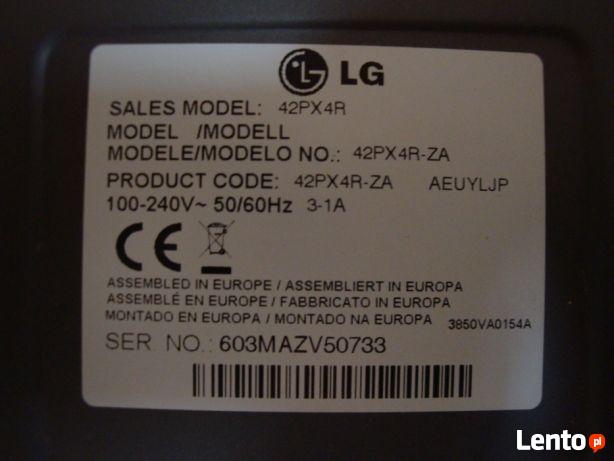 LG
SALES MODEL: 42PX4R
MODEL /MODELL
MODELE/MODELO NO.: 42PX4R-ZA
PRODUCT CODE: 42PX4R-ZA AEUYLJP
100-240V~ 50/60Hz 3-1A
CE
ASSEMBLED IN EUROPE / ASSEMBLIERT IN EUROPA
ASSEMBLÉ EN EUROPE / FABBRICATO IN EUROPA
MONTADO EN EUROPA / MONTADO NA EUROPA 3850VA0154A
SER. NO.: 603MAZV50733
Lento pl